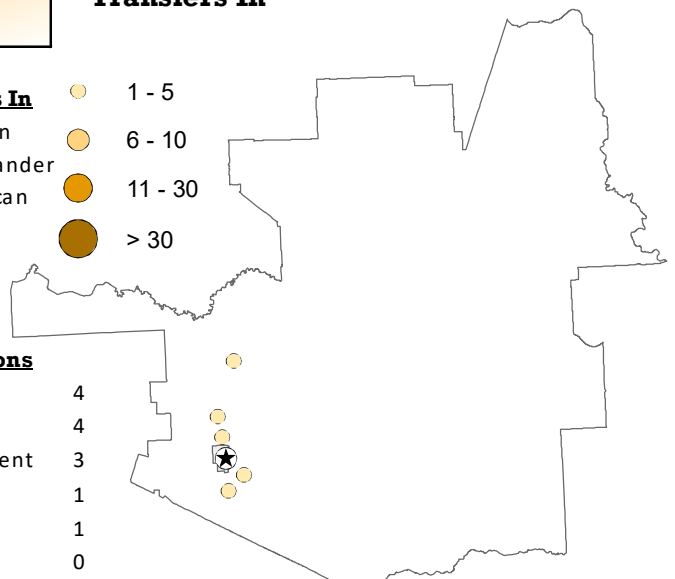 Transfers In
s In
n
ander
can
1 - 5
6 - 10
11 - 30
> 30
ons
4
4
ent 3
1
1
0